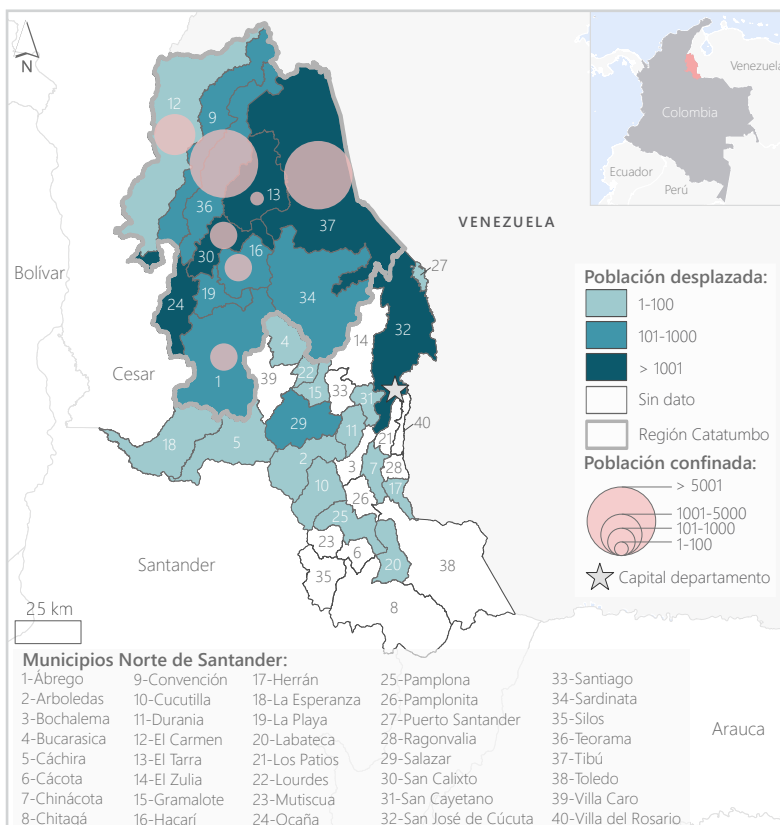 N
Venezuela
Colombia
Ecuador
Perú
VENEZUELA
Bolívar
Cesar
Santander
Arauca
12
9
13
36
37
16
30
27
24
19
34
32
14
4
1
39
22
33
15
31
40
29
11
21
18
5
2
3
7
28
10
17
26
25
23
6
20
38
35
8
Población desplazada:
1-100
101-1000
> 1001
Sin dato
Región Catatumbo
Población confinada:
> 5001
1001-5000
101-1000
1-100
Capital departamento
25 km
Municipios Norte de Santander:
1-Ábrego
2-Arboledas
3-Bochalema
4-Bucarasica
5-Cáchira
6-Cácota
7-Chinácota
8-Chitagá
9-Convención
10-Cucutilla
11-Durania
12-El Carmen
13-El Tarra
14-El Zulia
15-Gramalote
16-Hacarí
17-Herrán
18-La Esperanza
19-La Playa
20-Labateca
21-Los Patios
22-Lourdes
23-Mutiscua
24-Ocaña
25-Pamplona
26-Pamplonita
27-Puerto Santander
28-Ragonvalia
29-Salazar
30-San Calixto
31-San Cayetano
32-San José de Cúcuta
33-Santiago
34-Sardinata
35-Silos
36-Teorama
37-Tibú
38-Toledo
39-Villa Caro
40-Villa del Rosario